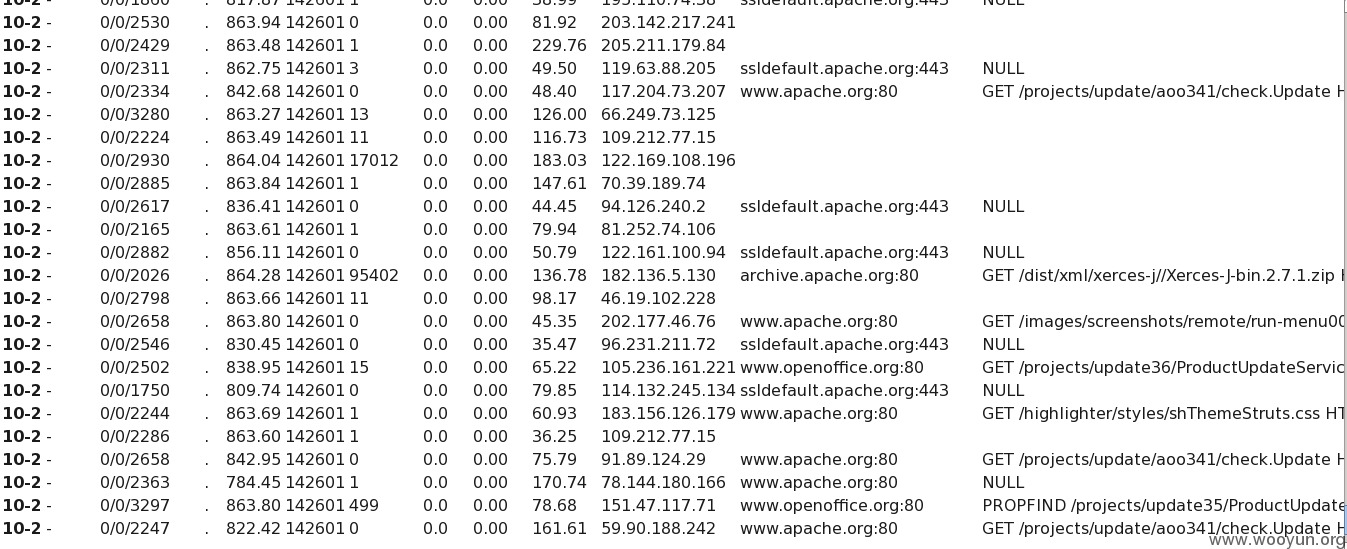 10-2 - 0/0/1860 . 817.87 142601 1 0.0 0.00 38.99 195.110.74.38 ssldefault.apache.org:443 NULL
10-2 - 0/0/2530 . 863.94 142601 0 0.0 0.00 81.92 203.142.217.241
10-2 - 0/0/2429 . 863.48 142601 1 0.0 0.00 229.76 205.211.179.84
10-2 - 0/0/2311 . 862.75 142601 3 0.0 0.00 49.50 119.63.88.205 ssldefault.apache.org:443 NULL
10-2 - 0/0/2334 . 842.68 142601 0 0.0 0.00 48.40 117.204.73.207 www.apache.org:80 GET /projects/update/aoo341/check.Update H
10-2 - 0/0/3280 . 863.27 142601 13 0.0 0.00 126.00 66.249.73.125
10-2 - 0/0/2224 . 863.49 142601 11 0.0 0.00 116.73 109.212.77.15
10-2 - 0/0/2930 . 864.04 142601 17012 0.0 0.00 183.03 122.169.108.196
10-2 - 0/0/2885 . 863.84 142601 1 0.0 0.00 147.61 70.39.189.74
10-2 - 0/0/2617 . 836.41 142601 0 0.0 0.00 44.45 94.126.240.2 ssldefault.apache.org:443 NULL
10-2 - 0/0/2165 . 863.61 142601 1 0.0 0.00 79.94 81.252.74.106
10-2 - 0/0/2882 . 856.11 142601 0 0.0 0.00 50.79 122.161.100.94 ssldefault.apache.org:443 NULL
10-2 - 0/0/2026 . 864.28 142601 95402 0.0 0.00 136.78 182.136.5.130 archive.apache.org:80 GET /dist/xml/xerces-j//Xerces-J-bin.2.7.1.zip H
10-2 - 0/0/2798 . 863.66 142601 11 0.0 0.00 98.17 46.19.102.228
10-2 - 0/0/2658 . 863.80 142601 0 0.0 0.00 45.35 202.177.46.76 www.apache.org:80 GET /images/screenshots/remote/run-menu00
10-2 - 0/0/2546 . 830.45 142601 0 0.0 0.00 35.47 96.231.211.72 ssldefault.apache.org:443 NULL
10-2 - 0/0/2502 . 838.95 142601 15 0.0 0.00 65.22 105.236.161.221 www.openoffice.org:80 GET /projects/update36/ProductUpdateServic
10-2 - 0/0/1750 . 809.74 142601 0 0.0 0.00 79.85 114.132.245.134 ssldefault.apache.org:443 NULL
10-2 - 0/0/2244 . 863.69 142601 1 0.0 0.00 60.93 183.156.126.179 www.apache.org:80 GET /highlighter/styles/shThemeStruts.css HT
10-2 - 0/0/2286 . 863.60 142601 1 0.0 0.00 36.25 109.212.77.15
10-2 - 0/0/2658 . 842.95 142601 0 0.0 0.00 75.79 91.89.124.29 www.apache.org:80 GET /projects/update/aoo341/check.Update H
10-2 - 0/0/2363 . 784.45 142601 1 0.0 0.00 170.74 78.144.180.166 www.apache.org:80 NULL
10-2 - 0/0/3297 . 863.80 142601 499 0.0 0.00 78.68 151.47.117.71 www.openoffice.org:80 PROPFIND /projects/update35/ProductUpdate
10-2 - 0/0/2247 . 822.42 142601 0 0.0 0.00 161.61 59.90.188.242 www.apache.org:80 GET /projects/update/aoo341/check.Update H
www.wooyun.org